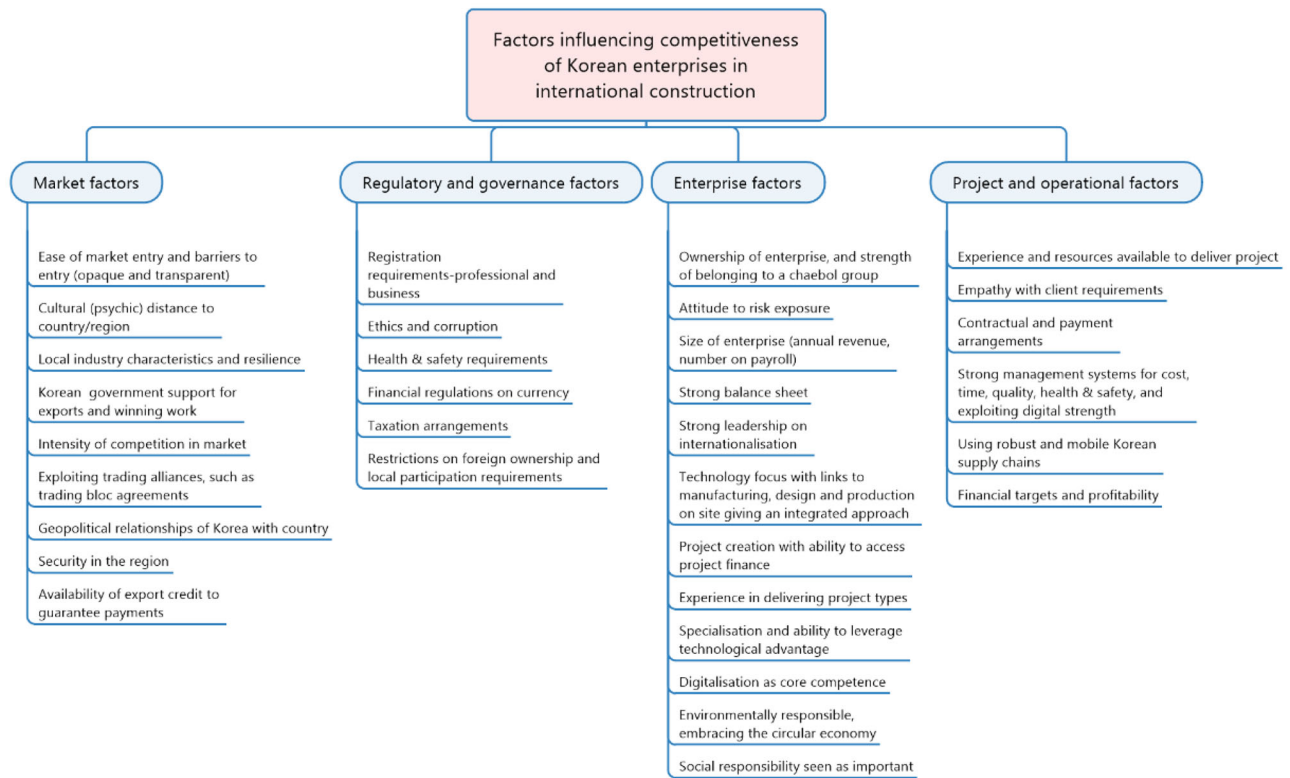 Factors influencing competitiveness
of Korean enterprises in
international construction
Market factors
Ease of market entry and barriers to
entry (opaque and transparent)
Cultural (psychic) distance to
country/region
Local industry characteristics and resilience
Korean government support for
exports and winning work
Intensity of competition in market
Exploiting trading alliances, such as
trading bloc agreements
Geopolitical relationships of Korea with country
Security in the region
Availability of export credit to
guarantee payments
Regulatory and governance factors
Registration
requirements-professional and
business
Ethics and corruption
Health & safety requirements
Financial regulations on currency
Taxation arrangements
Restrictions on foreign ownership and
local participation requirements
Enterprise factors
Ownership of enterprise, and strength
of belonging to a chaebol group
Attitude to risk exposure
Size of enterprise (annual revenue,
number on payroll)
Strong balance sheet
Strong leadership on
internationalisation
Technology focus with links to
manufacturing, design and production
on site giving an integrated approach
Project creation with ability to access
project finance
Experience in delivering project types
Specialisation and ability to leverage
technological advantage
Digitalisation as core competence
Environmentally responsible,
embracing the circular economy
Social responsibility seen as important
Project and operational factors
Experience and resources available to deliver project
Empathy with client requirements
Contractual and payment
arrangements
Strong management systems for cost,
time, quality, health & safety, and
exploiting digital strength
Using robust and mobile Korean
supply chains
Financial targets and profitability